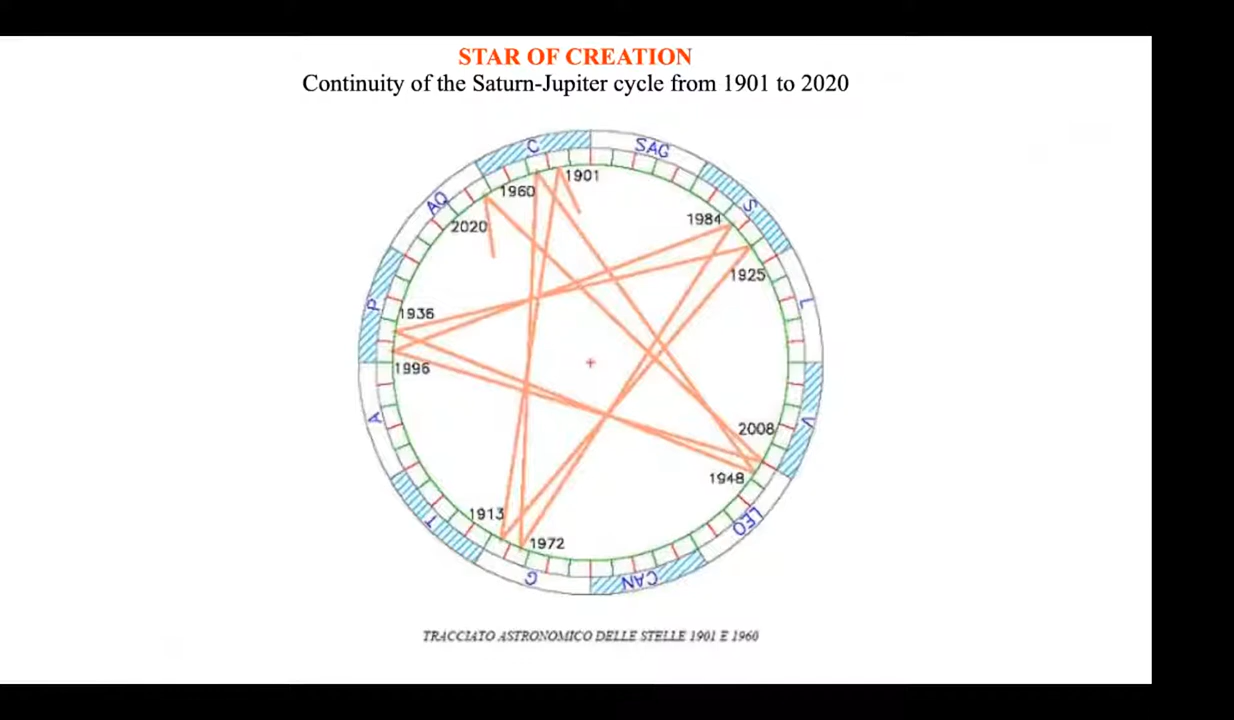 STAR OF CREATION
Continuity of the Saturn-Jupiter cycle from 1901 to 2020
C
SAG
1901
1960
AQ
S
1984
2020
1925
P
L
1936
1996
A
V
2008
1948
1913
T
LEO
1972
G
CAN
TRACCIATO ASTRONOMICO DELLE STELLE 1901 E 1960